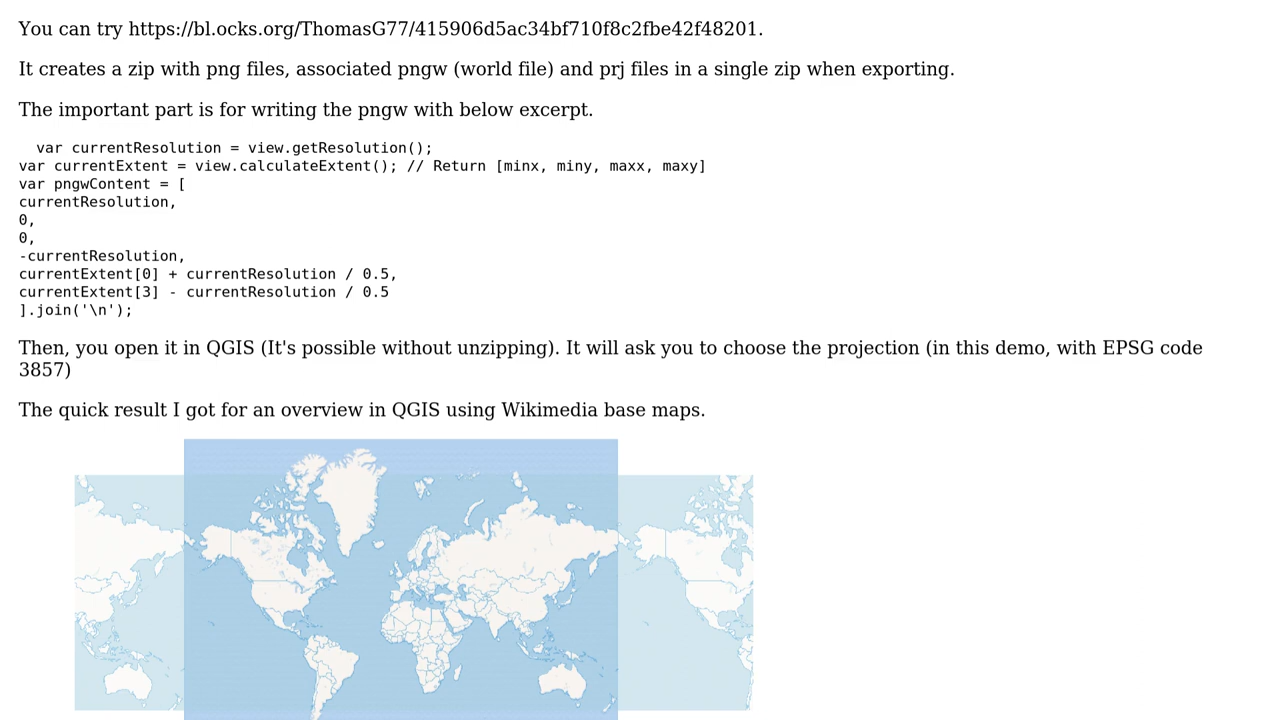 You can try https://bl.ocks.org/ThomasG77/415906d5ac34bf710f8c2fbe42f48201.
It creates a zip with png files, associated pngw (world file) and prj files in a single zip when exporting.
The important part is for writing the pngw with below excerpt.
var currentResolution = view.getResolution();
var currentExtent = view.calculateExtent(); // Return [minx, miny, maxx, maxy]
var pngwContent = [
currentResolution,
0,
0,
-currentResolution,
currentExtent[0] + currentResolution / 0.5,
currentExtent[3] - currentResolution / 0.5
].join('\n');
Then, you open it in QGIS (It's possible without unzipping). It will ask you to choose the projection (in this demo, with EPSG code
3857)
The quick result I got for an overview in QGIS using Wikimedia base maps.